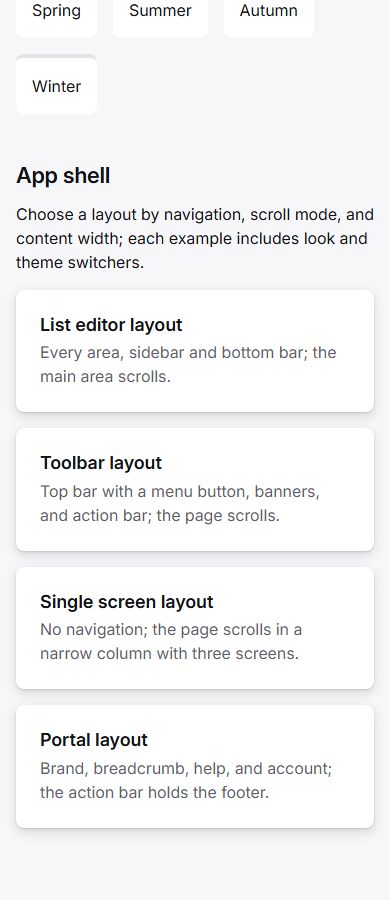 Spring
Summer
Autumn
Winter
App shell
Choose a layout by navigation, scroll mode, and
content width; each example includes look and
theme switchers.
List editor layout
Every area, sidebar and bottom bar; the
main area scrolls.
Toolbar layout
Top bar with a menu button, banners,
and action bar; the page scrolls.
Single screen layout
No navigation; the page scrolls in a
narrow column with three screens.
Portal layout
Brand, breadcrumb, help, and account;
the action bar holds the footer.